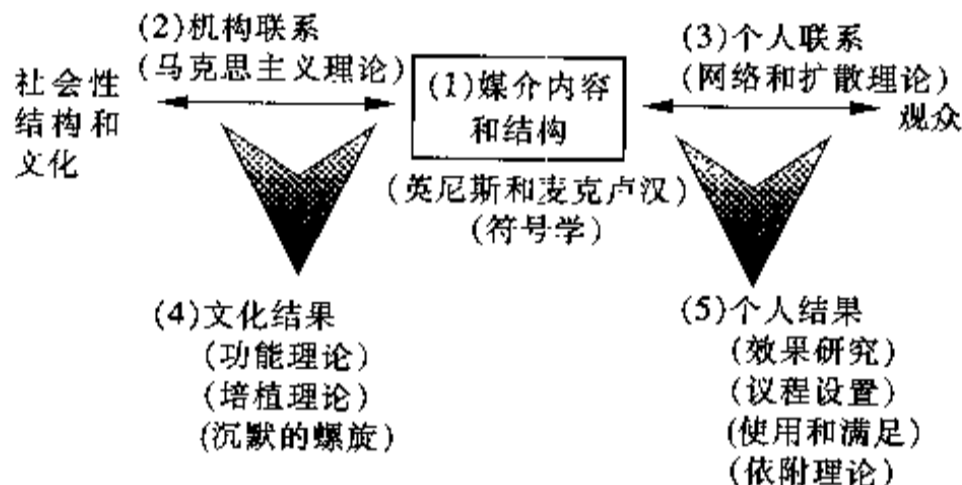 (2)机构联系
(马克思主义理论)
社会性
结构和
文化
(1)媒介内容
和结构
(英尼斯和麦克卢汉)
(符号学)
(3)个人联系
(网络和扩散理论)
观众
(4)文化结果
(功能理论)
(培植理论)
(沉默的螺旋)
(5)个人结果
(效果研究)
(议程设置)
(使用和满足)
(依附理论)